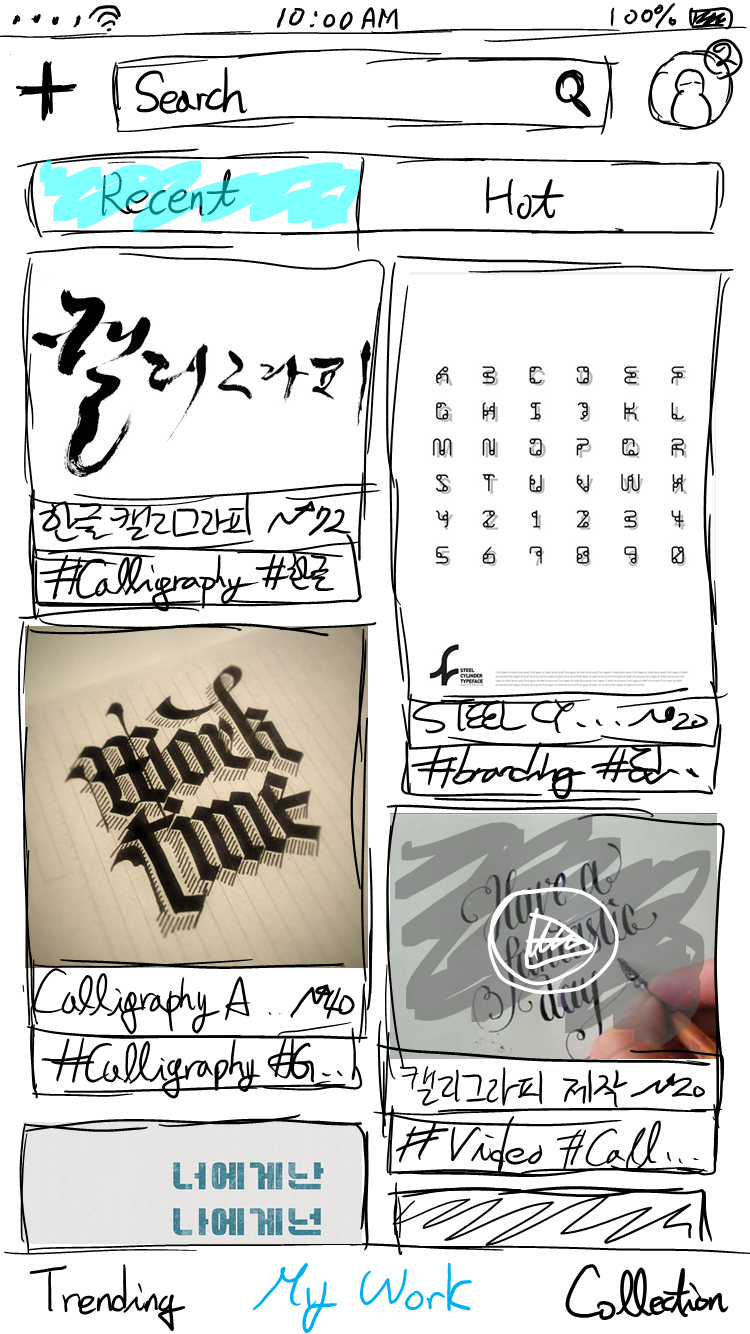 10:00 AM 100%
Search
2
Recent Hot
캘리그라피
한글 캘리그라피 72
#Calligraphy #한글
A B C D E F
G H I J K L
M N O P Q R
S T U V W X
Y Z 1 2 3 4
5 6 7 8 9 0
STEEL
CYLINDER
TYPEFACE
STEEL CY... 20
#branding
Work
time
Calligraphy A... 40
#Calligraphy #G...
Have a
fantastic
day
캘리그라피 제작 20
#Video #Call...
너에게난
나에게넌
Trending My Work Collection